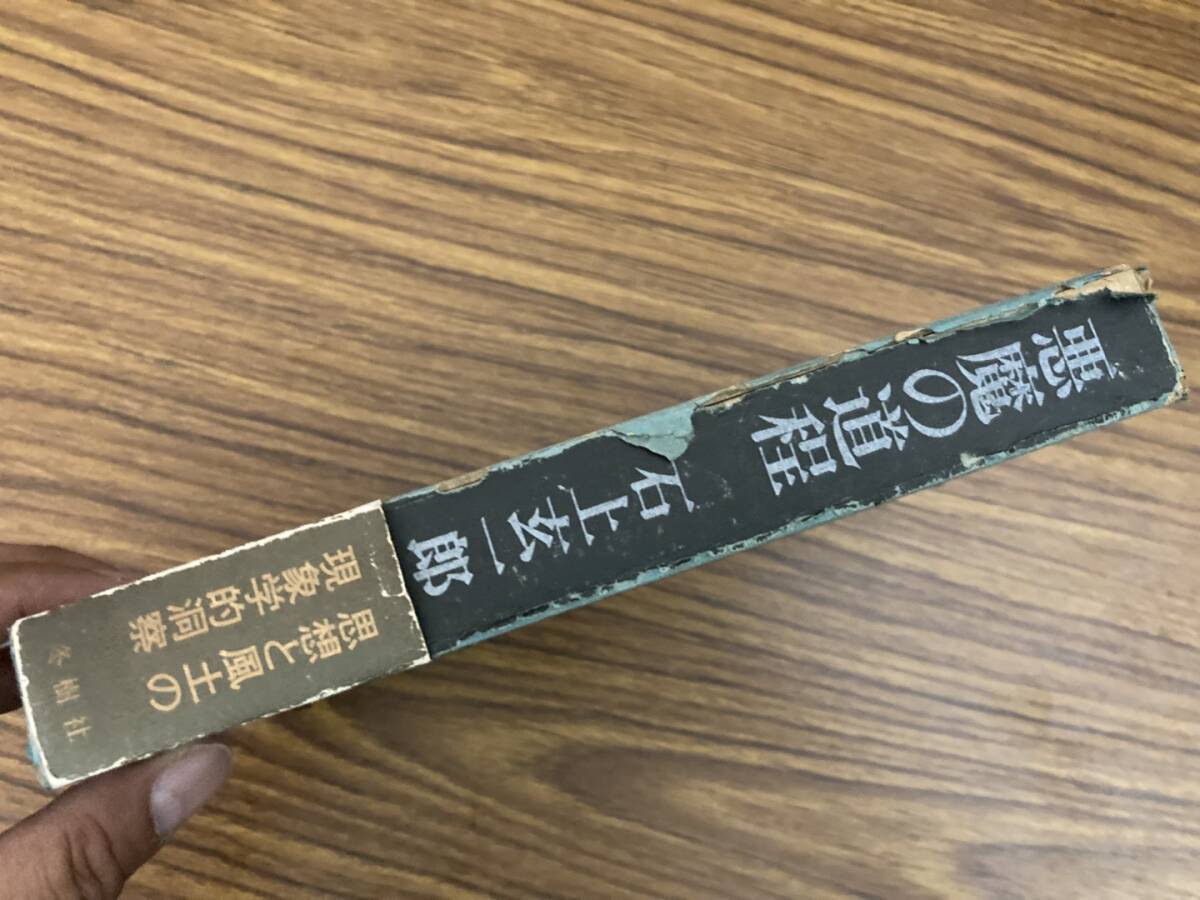 悪魔の道程
石上玄一郎
思想と風土の
現象学的洞察
冬樹社